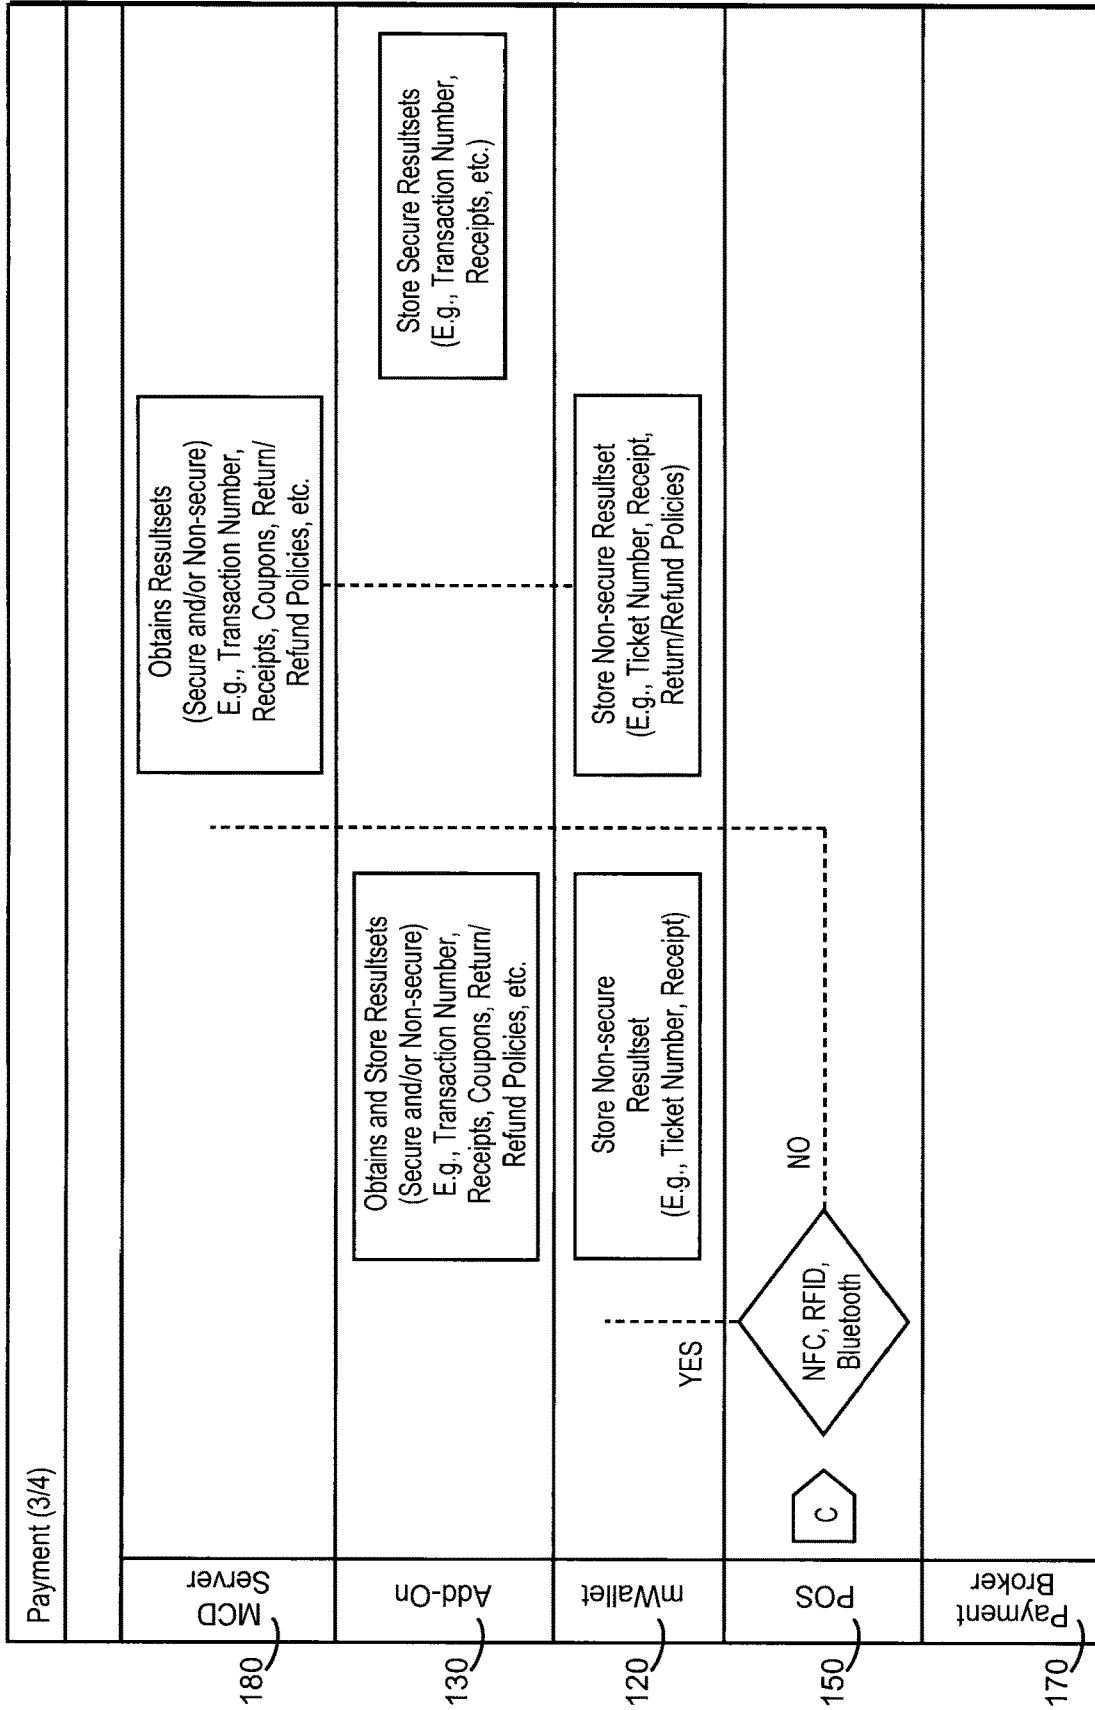 Payment (3/4)
MCD
Server
180
Obtains Resultsets
(Secure and/or Non-secure)
E.g., Transaction Number,
Receipts, Coupons, Return/
Refund Policies, etc.
Add-On
130
Obtains and Store Resultsets
(Secure and/or Non-secure)
E.g., Transaction Number,
Receipts, Coupons, Return/
Refund Policies, etc.
Store Secure Resultsets
(E.g., Transaction Number,
Receipts, etc.)
mWallet
120
Store Non-secure
Resultset
(E.g., Ticket Number, Receipt)
Store Non-secure Resultset
(E.g., Ticket Number, Receipt,
Return/Refund Policies)
YES
POS
150
C
NFC, RFID,
Bluetooth
NO
Payment
Broker
170